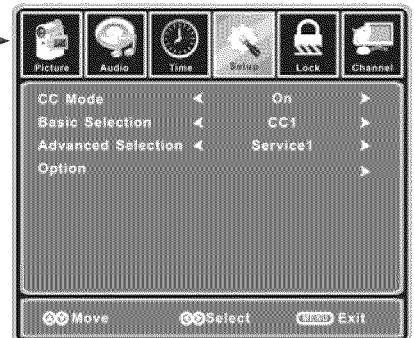 Picture Audio Time Setup Lock Channel
CC Mode On
Basic Selection CC1
Advanced Selection Service1
Option
Move Select MENU Exit